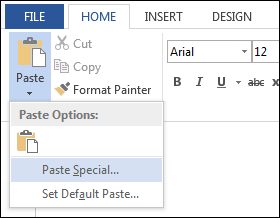 FILE HOME INSERT DESIGN
Paste
Cut
Copy
Format Painter
Arial 12
B I U abc x
Paste Options:
Paste Special...
Set Default Paste...